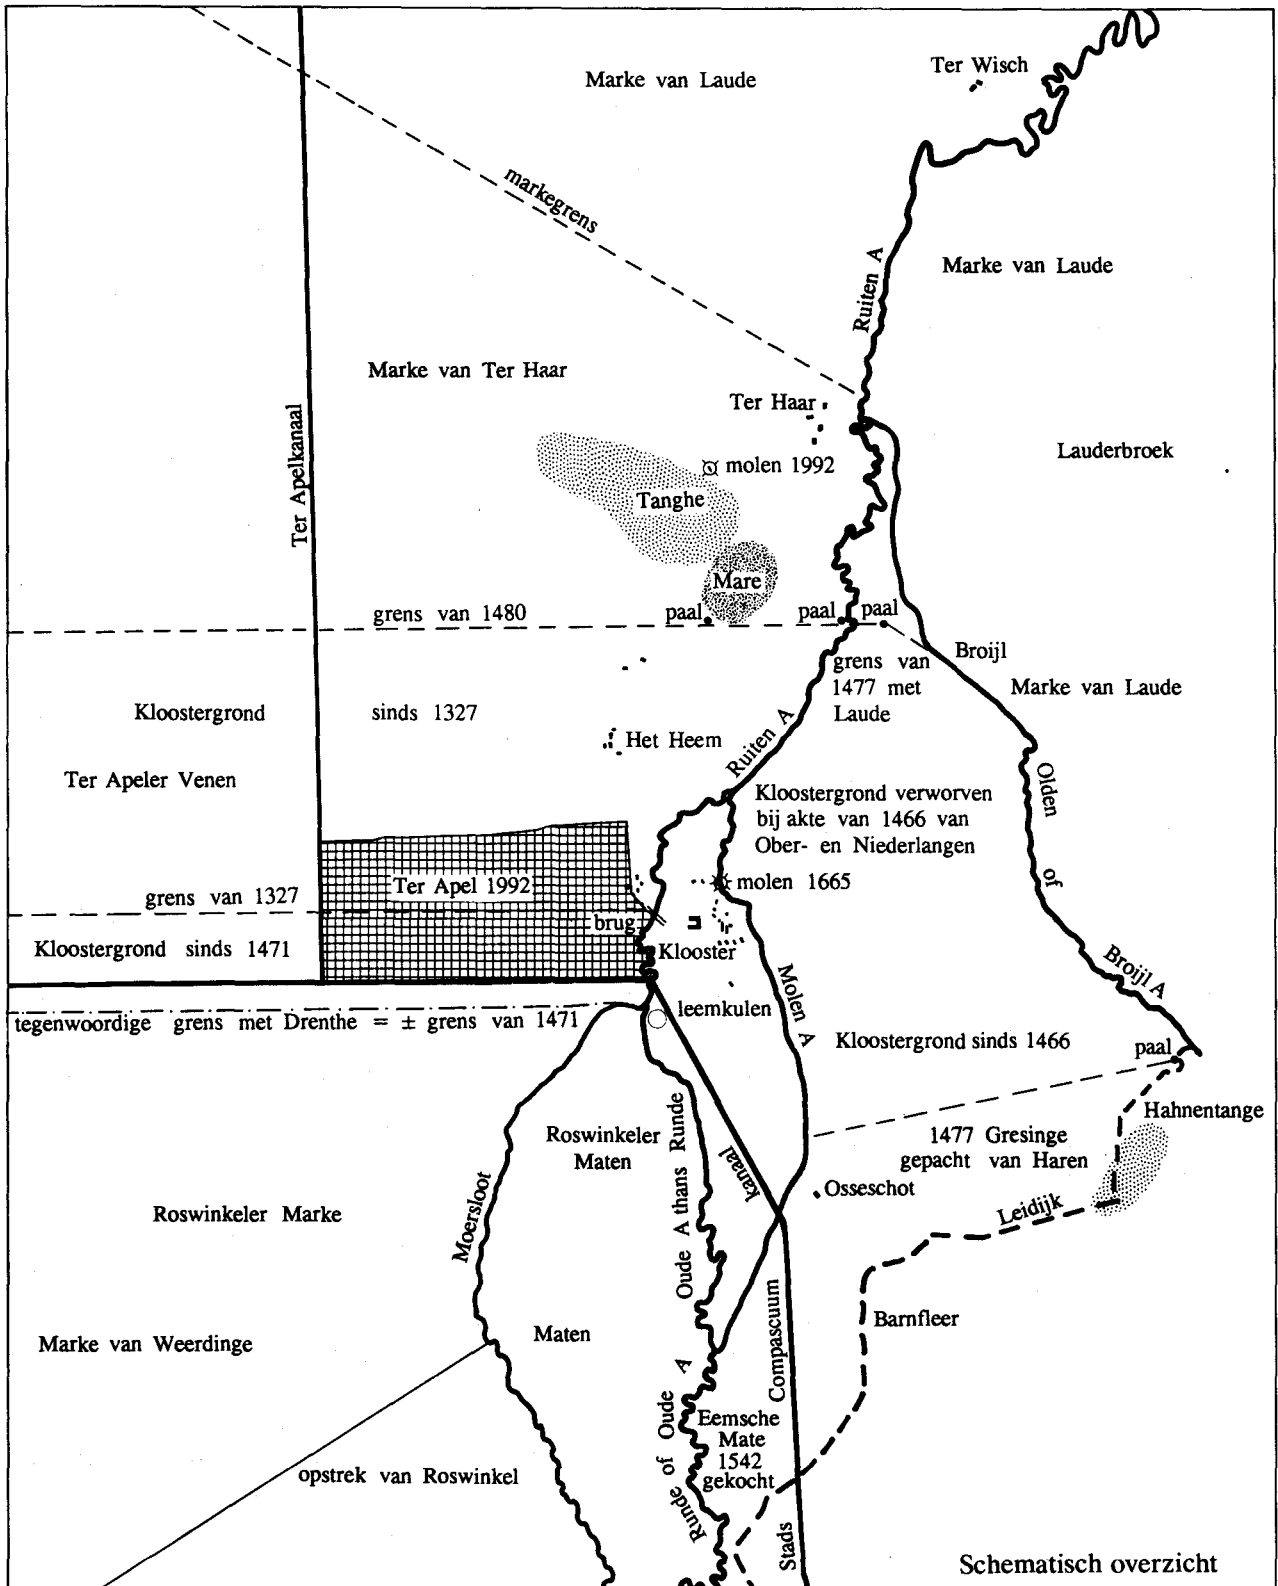 Ter Wisch
Marke van Laude
markegrens
Ruiten A
Marke van Laude
Marke van Ter Haar
Ter Haar
Ter Apelkanaal
molen 1992
Lauderbroek
Tanghe
Mare
grens van 1480
paal
paal
paal
Broijl
grens van
1477 met
Laude
Marke van Laude
Kloostergrond
sinds 1327
Het Heem
Ruiten A
Ter Apeler Venen
Olden
of
Broijl A
Kloostergrond verworven
bij akte van 1466 van
Ober- en Niederlangen
Ter Apel 1992
molen 1665
grens van 1327
brug
Kloostergrond sinds 1471
Klooster
Molen A
leemkulen
tegenwoordige grens met Drenthe = ± grens van 1471
Kloostergrond sinds 1466
paal
Hahnentange
Roswinkeler
Maten
1477 Gresinge
gepacht van Haren
Oude A thans Runde
kanaal
Osseschot
Leidijk
Roswinkeler Marke
Moersloot
Barnfleer
Marke van Weerdinge
Maten
Compascuum
Runde of Oude A
Eemsche
Mate
1542
gekocht
opstrek van Roswinkel
Stads
Schematisch overzicht